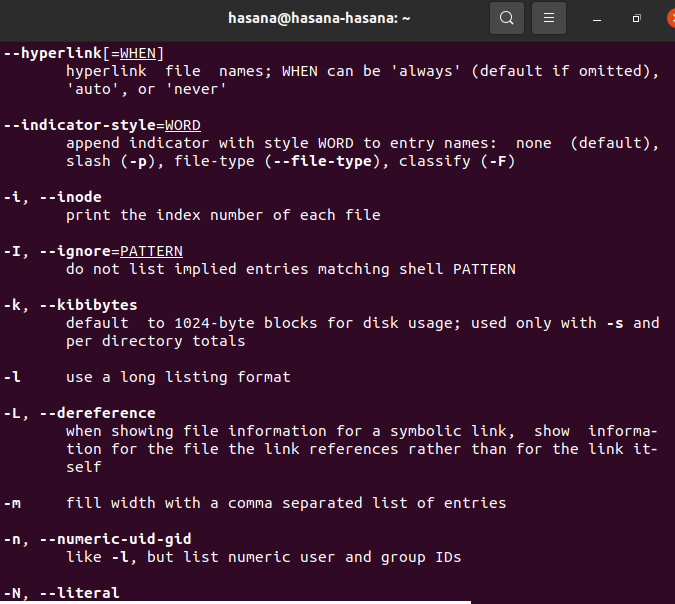 hasana@hasana-hasana: ~
--hyperlink[=WHEN]
hyperlink  file  names; WHEN can be 'always' (default if omitted),
'auto', or 'never'
--indicator-style=WORD
append indicator with style WORD to entry names:  none  (default),
slash (-p), file-type (--file-type), classify (-F)
-i, --inode
print the index number of each file
-I, --ignore=PATTERN
do not list implied entries matching shell PATTERN
-k, --kibibytes
default  to 1024-byte blocks for disk usage; used only with -s and
per directory totals
-l     use a long listing format
-L, --dereference
when showing file information for a symbolic link,  show  informa-
tion for the file the link references rather than for the link it-
self
-m     fill width with a comma separated list of entries
-n, --numeric-uid-gid
like -l, but list numeric user and group IDs
-N, --literal